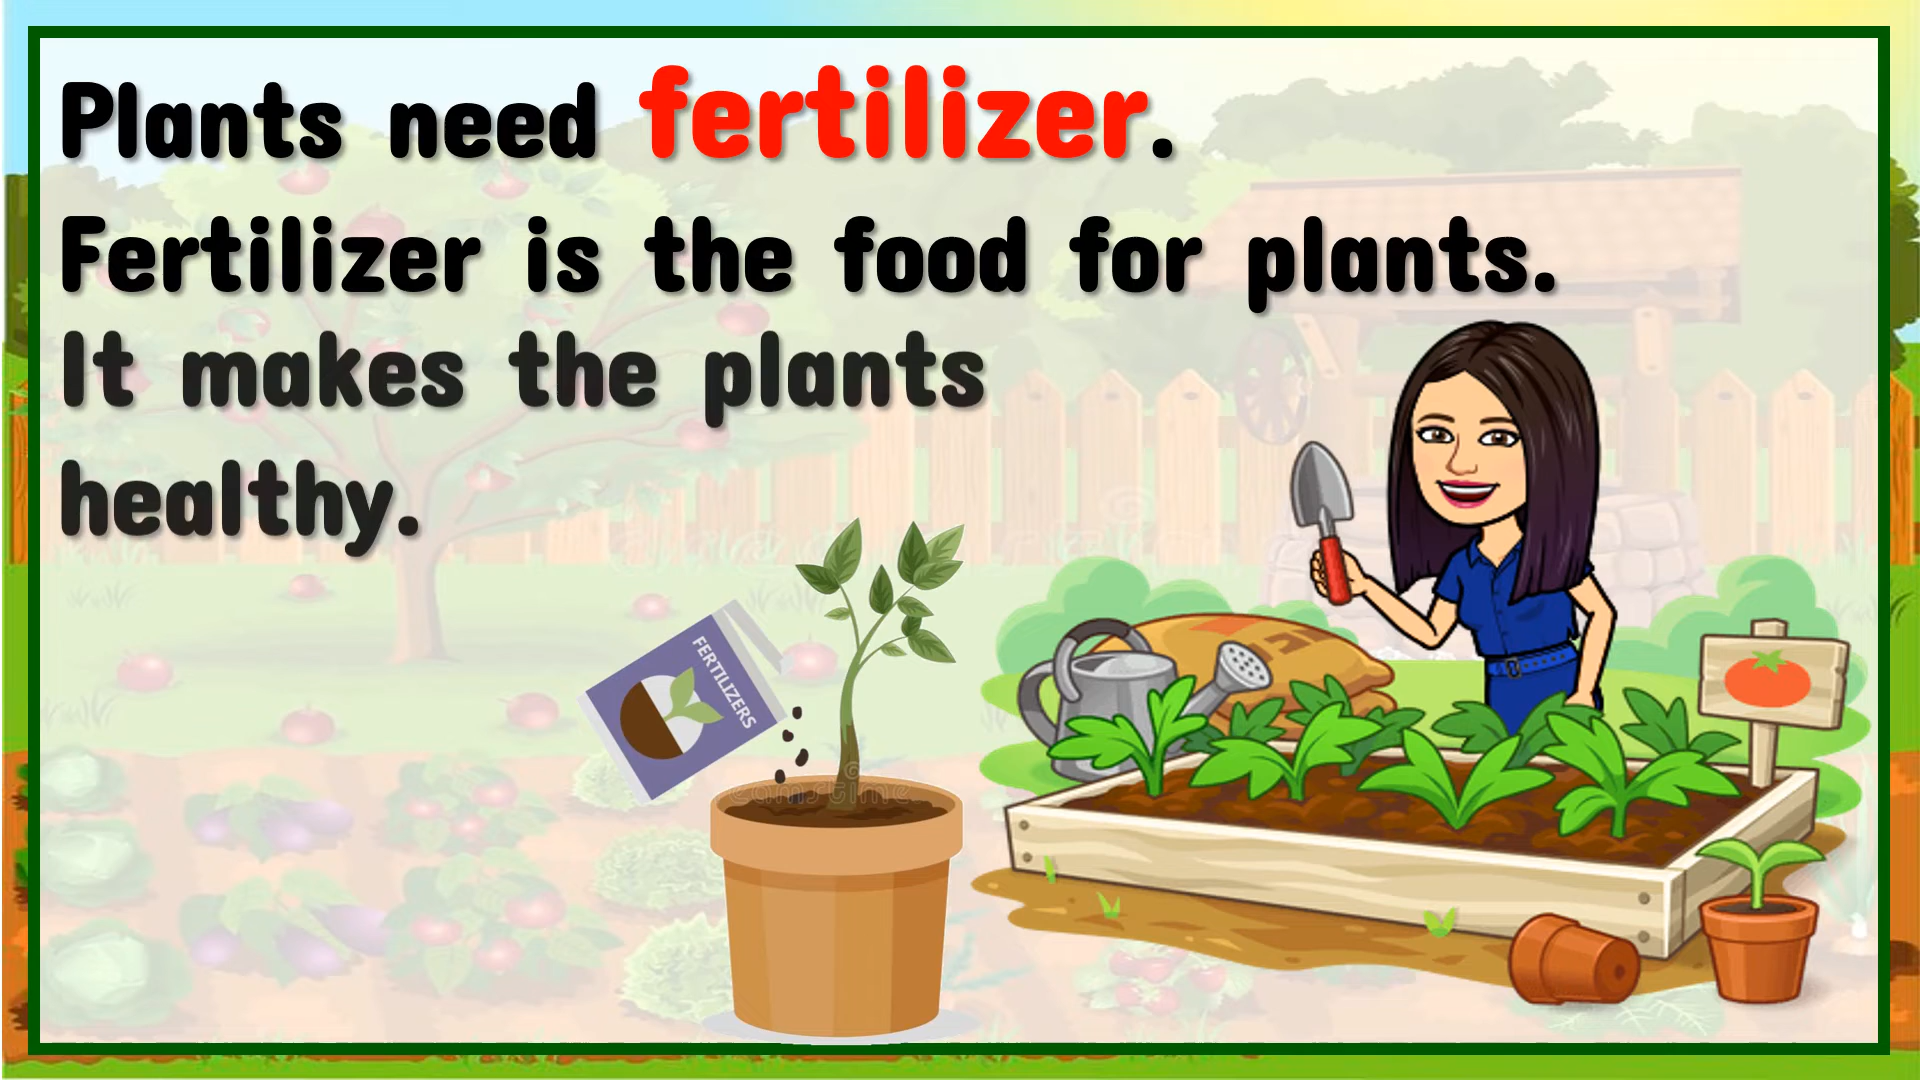 Plants need fertilizer.
Fertilizer is the food for plants.
It makes the plants
healthy.
FERTILIZERS